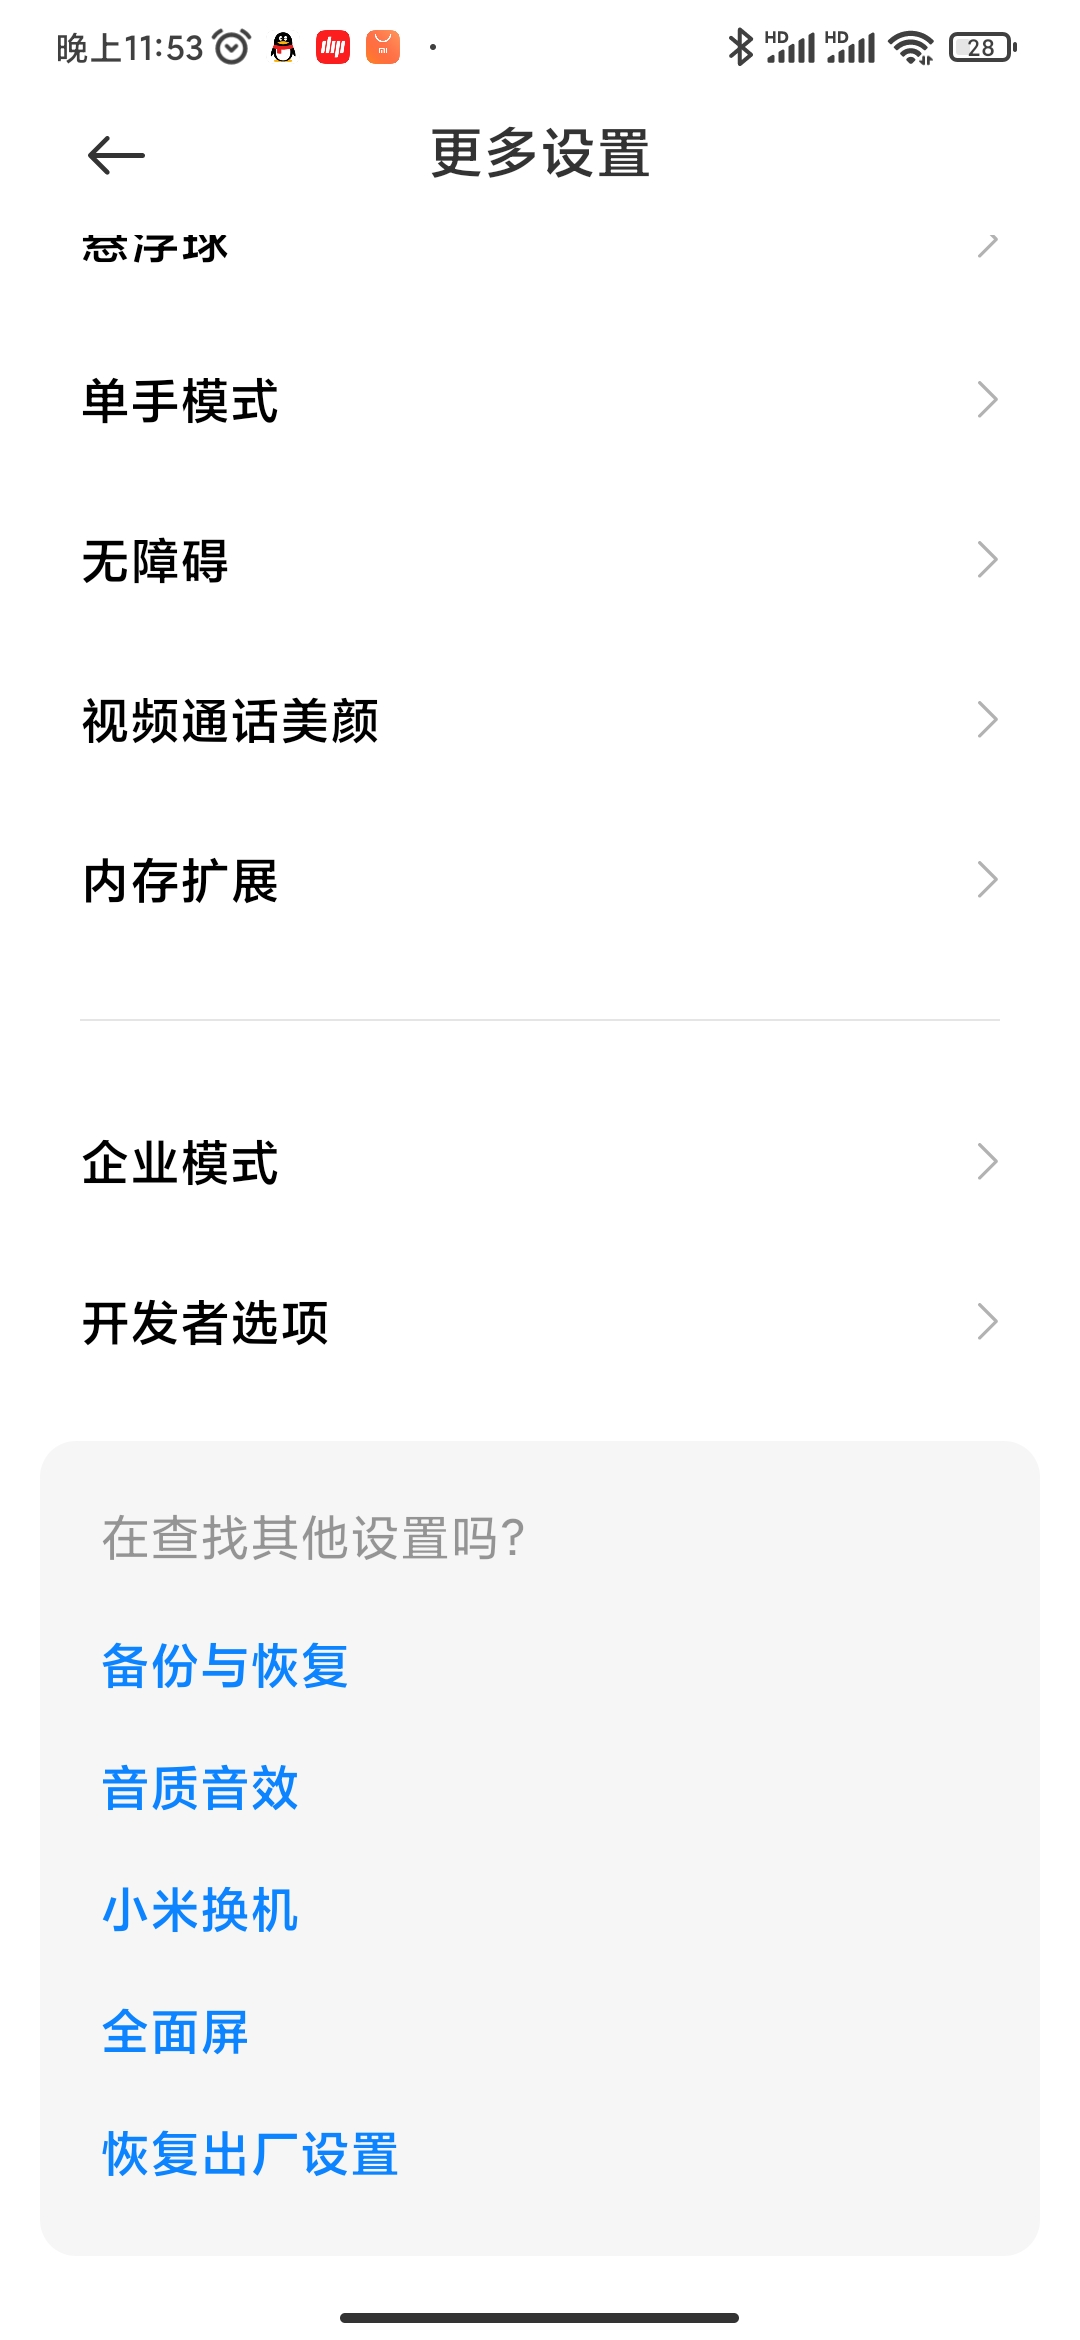 晚上11:53
HD HD 28
更多设置
悬浮球
单手模式
无障碍
视频通话美颜
内存扩展
企业模式
开发者选项
在查找其他设置吗?
备份与恢复
音质音效
小米换机
全面屏
恢复出厂设置